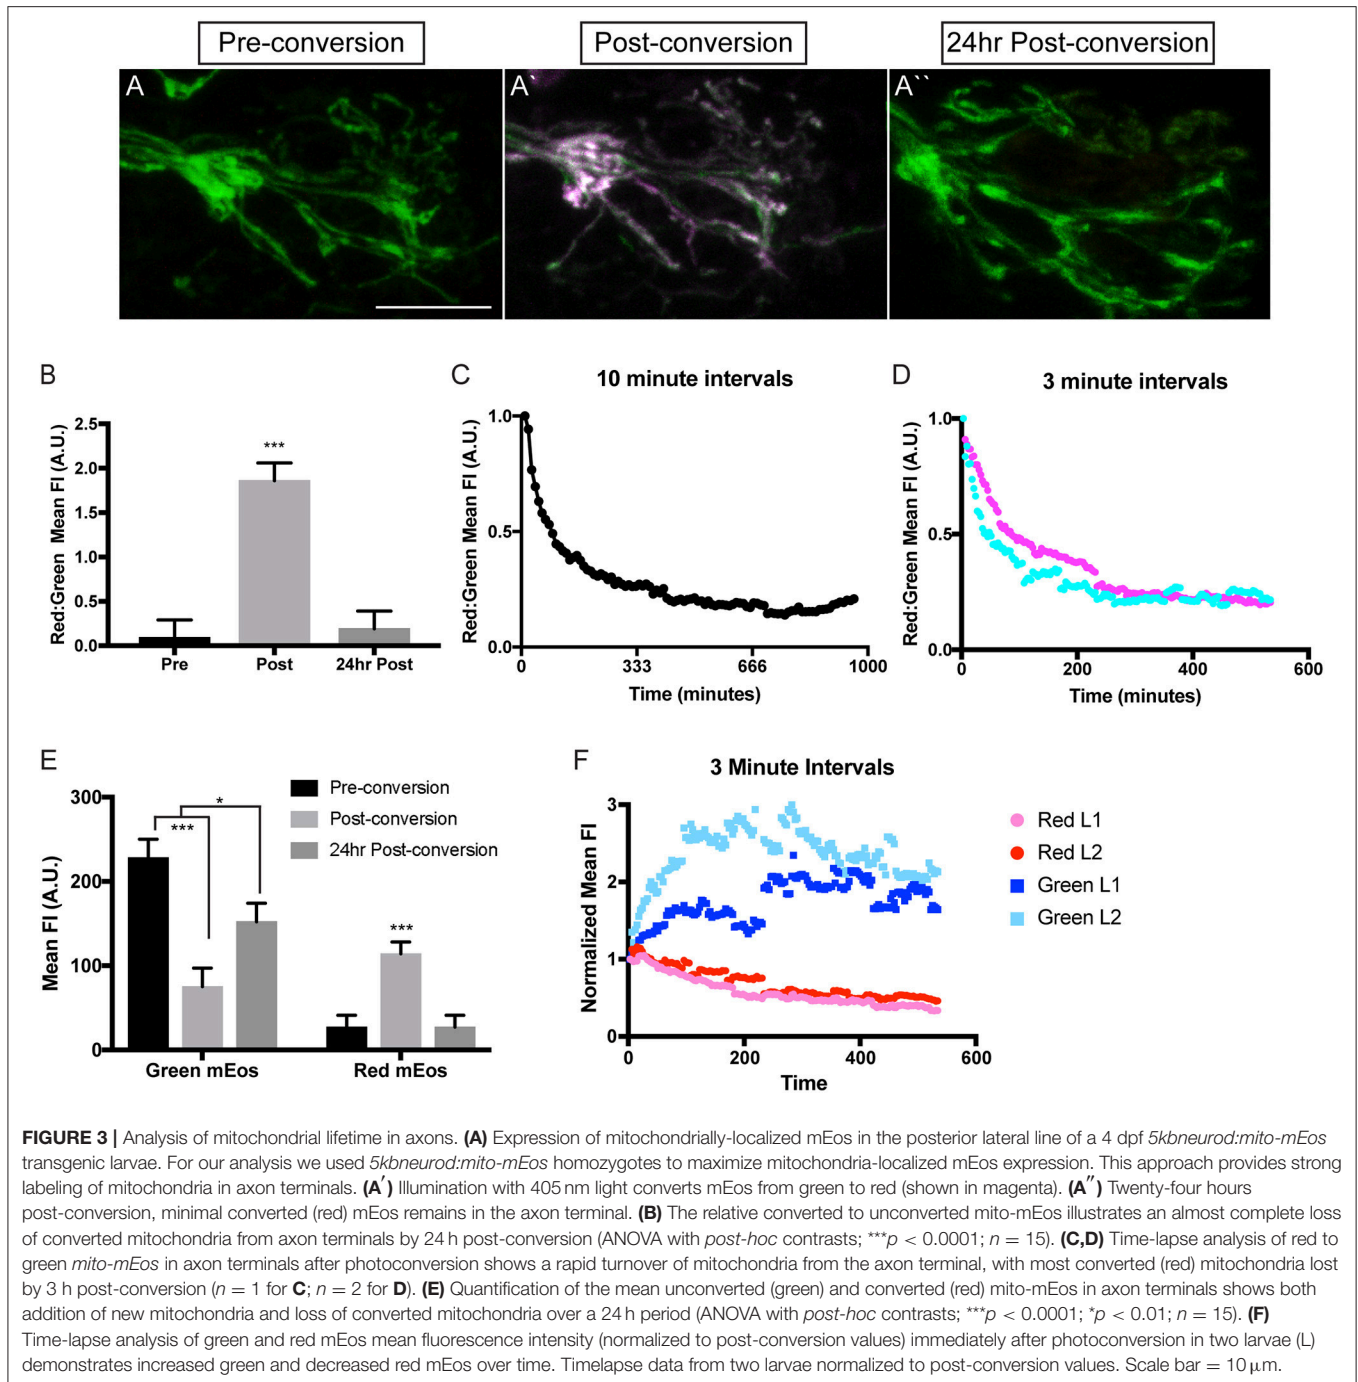 Pre-conversion
Post-conversion
24hr Post-conversion
A
A`
A``
B
Red:Green Mean FI (A.U.)
2.5
2.0
1.5
1.0
0.5
0.0
***
Pre
Post
24hr Post
C
10 minute intervals
Red:Green Mean FI (A.U.)
1.0
0.5
0.0
0
333
666
1000
Time (minutes)
D
3 minute intervals
Red:Green Mean FI (A.U.)
1.0
0.5
0.0
0
200
400
600
Time (minutes)
E
Mean FI (A.U.)
300
200
100
0
***
*
***
Pre-conversion
Post-conversion
24hr Post-conversion
Green mEos
Red mEos
F
3 Minute Intervals
Normalized Mean FI
3
2
1
0
0
200
400
600
Time
Red L1
Red L2
Green L1
Green L2
FIGURE 3 | Analysis of mitochondrial lifetime in axons. (A) Expression of mitochondrially-localized mEos in the posterior lateral line of a 4 dpf 5kbneurod:mito-mEos
transgenic larvae. For our analysis we used 5kbneurod:mito-mEos homozygotes to maximize mitochondria-localized mEos expression. This approach provides strong
labeling of mitochondria in axon terminals. (A′) Illumination with 405 nm light converts mEos from green to red (shown in magenta). (A″) Twenty-four hours
post-conversion, minimal converted (red) mEos remains in the axon terminal. (B) The relative converted to unconverted mito-mEos illustrates an almost complete loss
of converted mitochondria from axon terminals by 24 h post-conversion (ANOVA with post-hoc contrasts; ***p < 0.0001; n = 15). (C,D) Time-lapse analysis of red to
green mito-mEos in axon terminals after photoconversion shows a rapid turnover of mitochondria from the axon terminal, with most converted (red) mitochondria lost
by 3 h post-conversion (n = 1 for C; n = 2 for D). (E) Quantification of the mean unconverted (green) and converted (red) mito-mEos in axon terminals shows both
addition of new mitochondria and loss of converted mitochondria over a 24 h period (ANOVA with post-hoc contrasts; ***p < 0.0001; *p < 0.01; n = 15). (F)
Time-lapse analysis of green and red mEos mean fluorescence intensity (normalized to post-conversion values) immediately after photoconversion in two larvae (L)
demonstrates increased green and decreased red mEos over time. Timelapse data from two larvae normalized to post-conversion values. Scale bar = 10 μm.